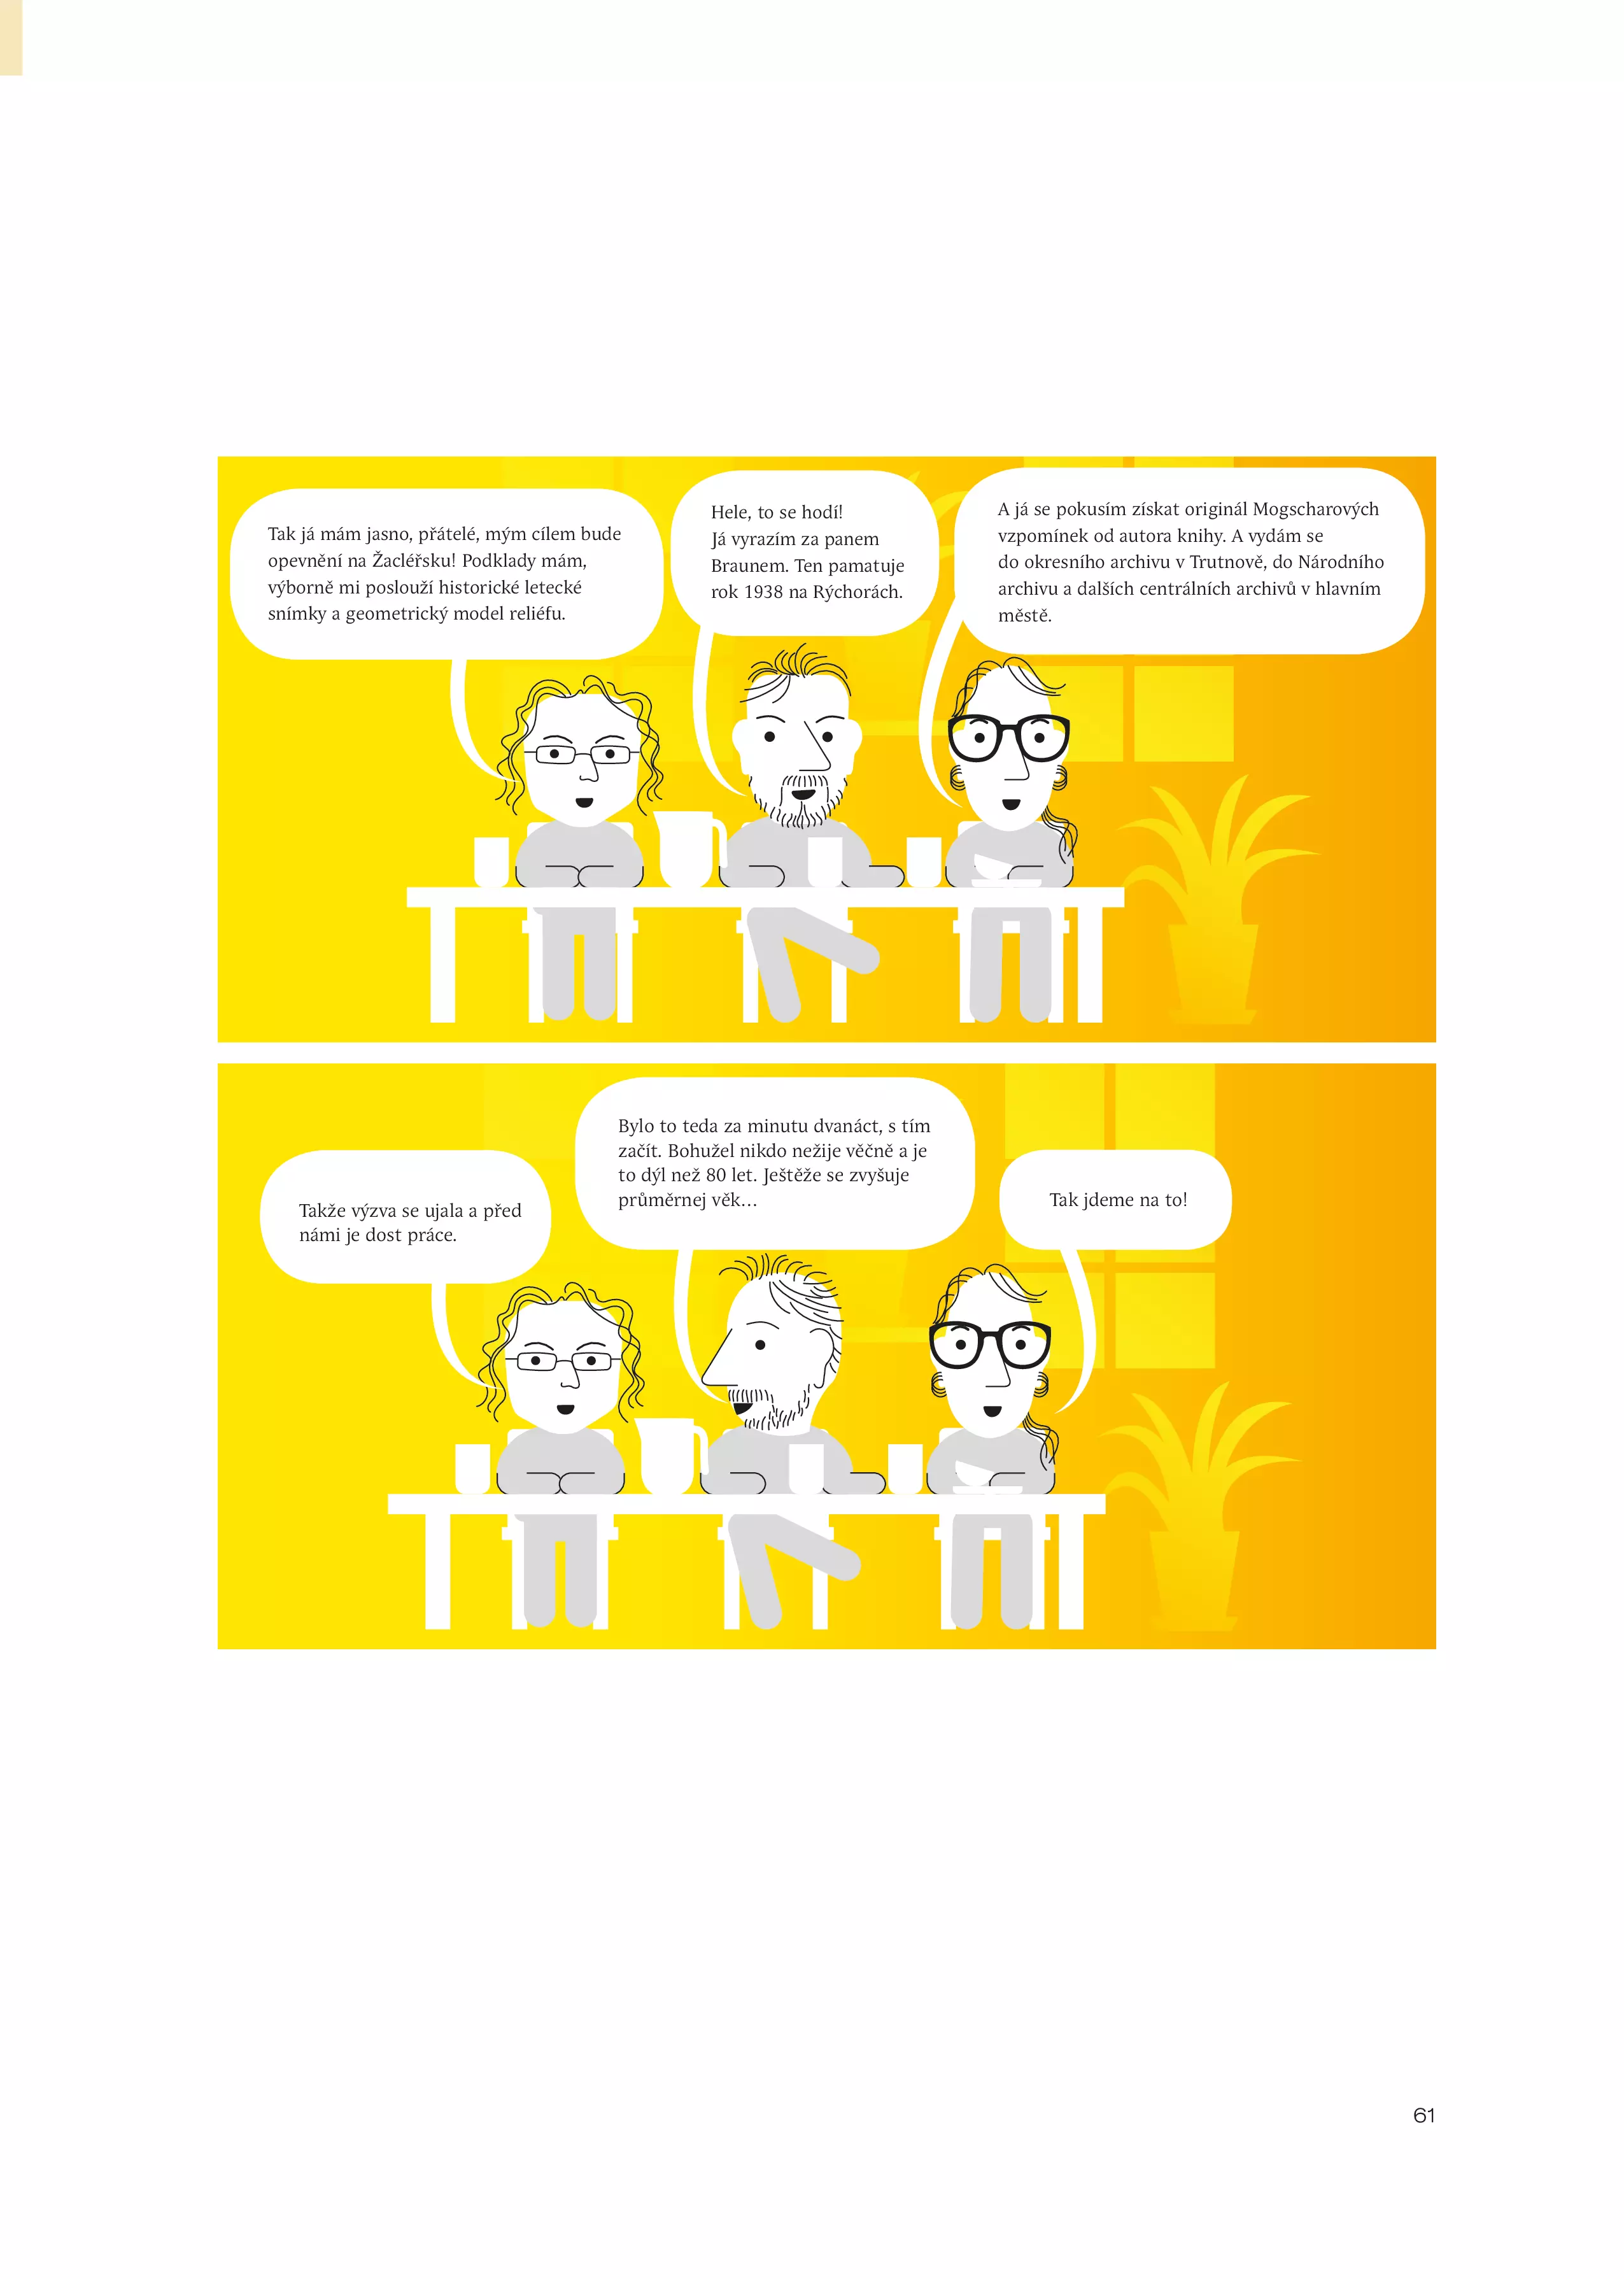 Tak já mám jasno, přátelé, mým cílem bude
opevnění na Žacléřsku! Podklady mám,
výborně mi poslouží historické letecké
snímky a geometrický model reliéfu.
Hele, to se hodí!
Já vyrazím za panem
Braunem. Ten pamatuje
rok 1938 na Rýchorách.
A já se pokusím získat originál Mogscharových
vzpomínek od autora knihy. A vydám se
do okresního archivu v Trutnově, do Národního
archivu a dalších centrálních archivů v hlavním
městě.
Takže výzva se ujala a před
námi je dost práce.
Bylo to teda za minutu dvanáct, s tím
začít. Bohužel nikdo nežije věčně a je
to dýl než 80 let. Ještěže se zvyšuje
průměrnej věk…
Tak jdeme na to!
61